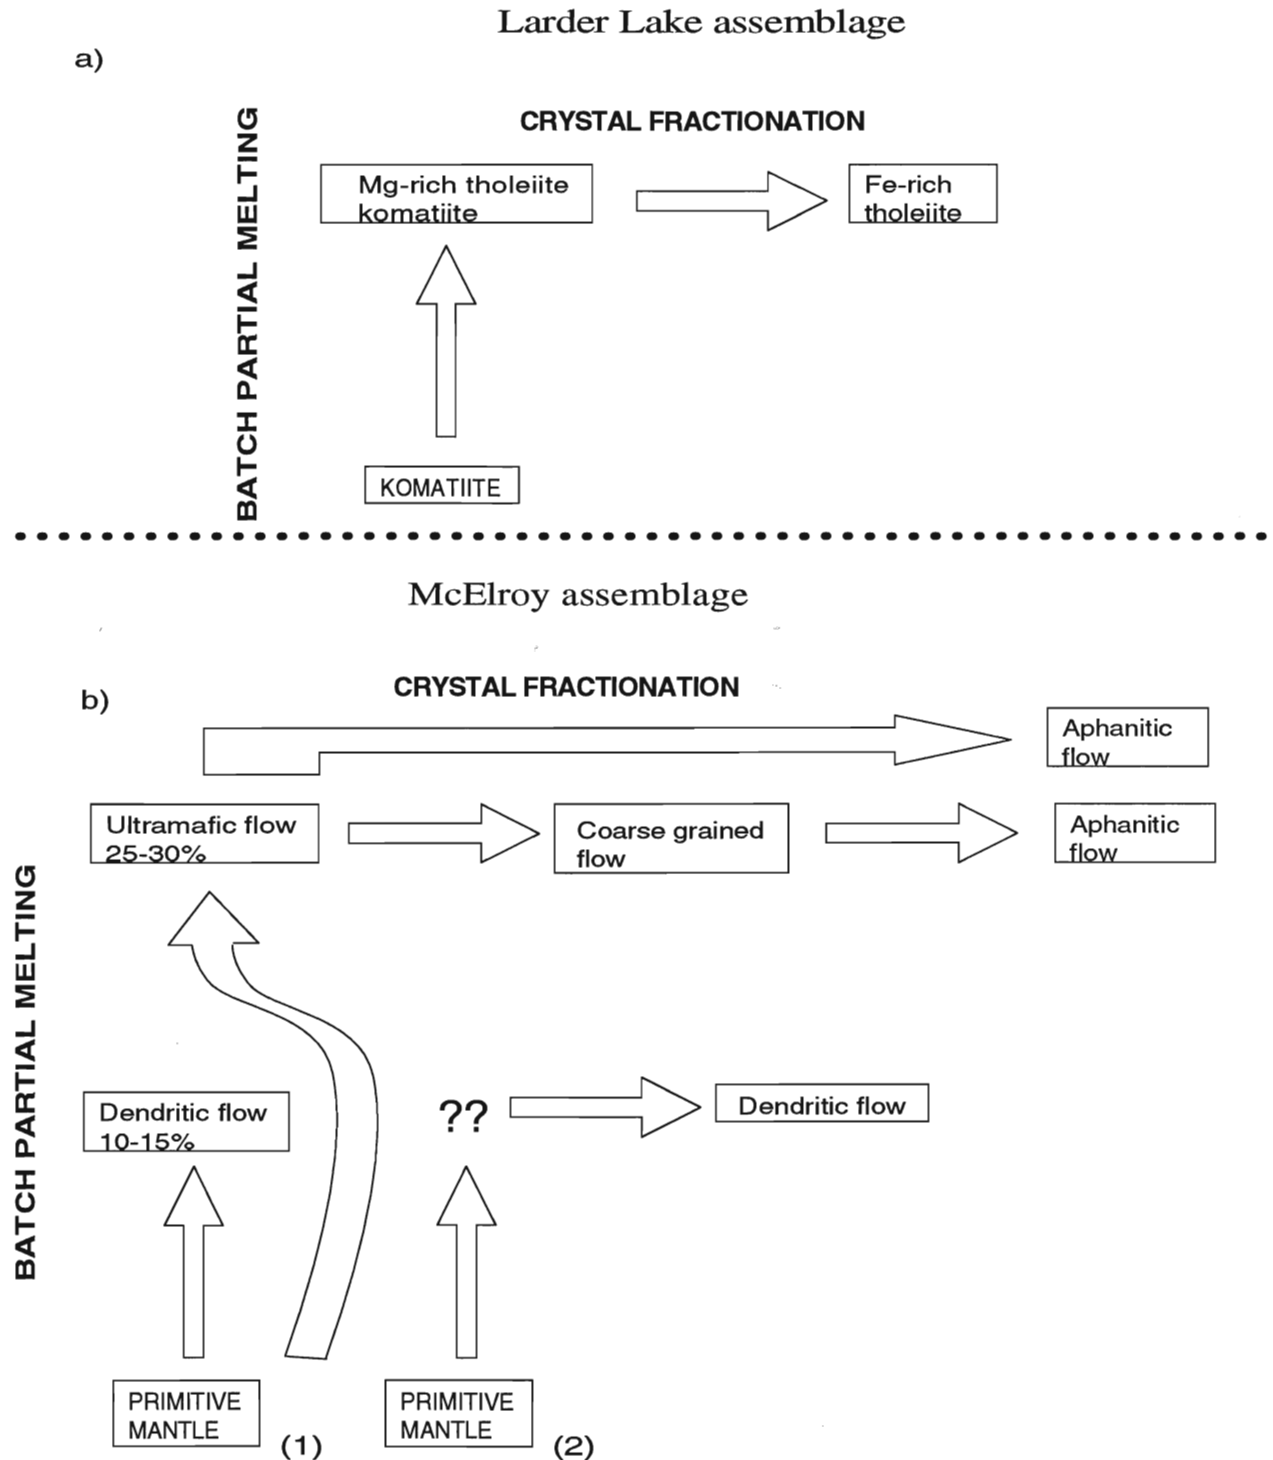 Larder Lake assemblage
a)
CRYSTAL FRACTIONATION
BATCH PARTIAL MELTING
Mg-rich tholeiite
komatiite
Fe-rich
tholeiite
KOMATIITE
McElroy assemblage
b)
CRYSTAL FRACTIONATION
Aphanitic
flow
Ultramafic flow
25-30%
Coarse grained
flow
Aphanitic
flow
BATCH PARTIAL MELTING
Dendritic flow
10-15%
??
Dendritic flow
PRIMITIVE
MANTLE
(1)
PRIMITIVE
MANTLE
(2)